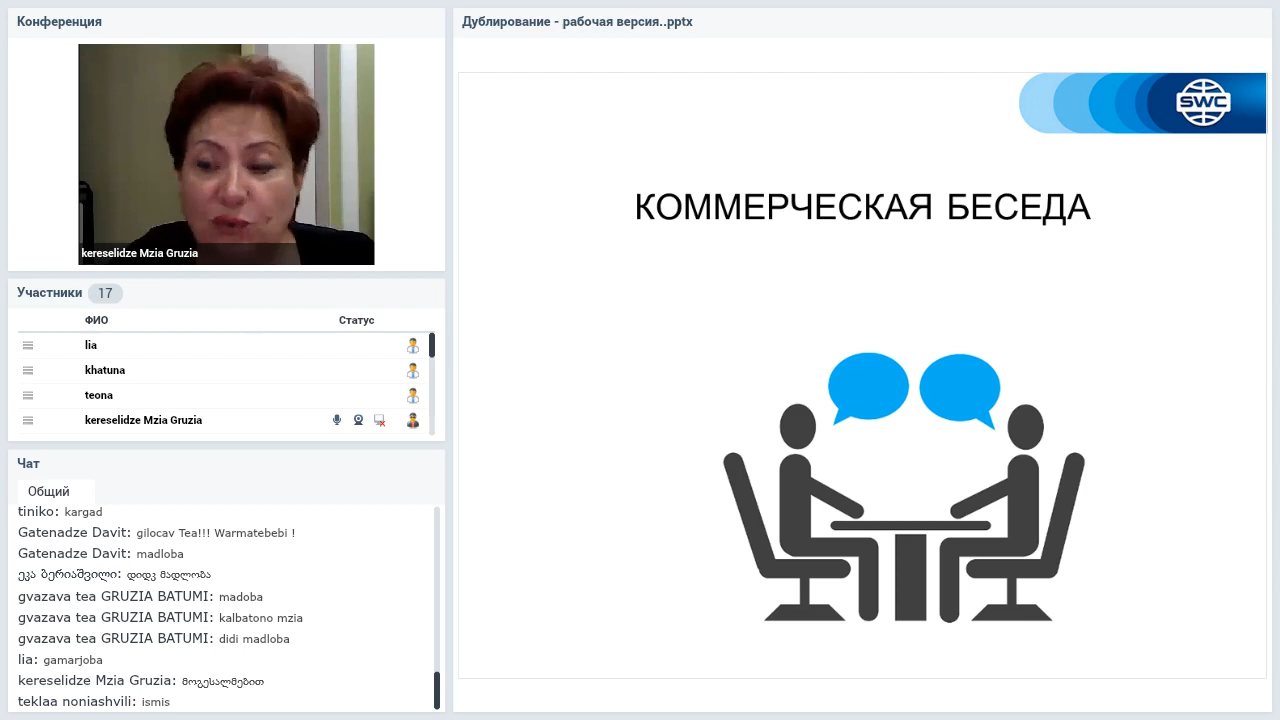 Конференция
kereselidze Mzia Gruzia
Участники 17
ФИО Статус
lia
khatuna
teona
kereselidze Mzia Gruzia
Чат
Общий
tiniko: kargad
Gatenadze Davit: gilocav Tea!!! Warmatebebi !
Gatenadze Davit: madloba
ეკა ბერიაშვილი: დიდკ მადლობა
gvazava tea GRUZIA BATUMI: madoba
gvazava tea GRUZIA BATUMI: kalbatono mzia
gvazava tea GRUZIA BATUMI: didi madloba
lia: gamarjoba
kereselidze Mzia Gruzia: მოგესალმებით
teklaa noniashvili: ismis
Дублирование - рабочая версия..pptx
SWC
КОММЕРЧЕСКАЯ БЕСЕДА